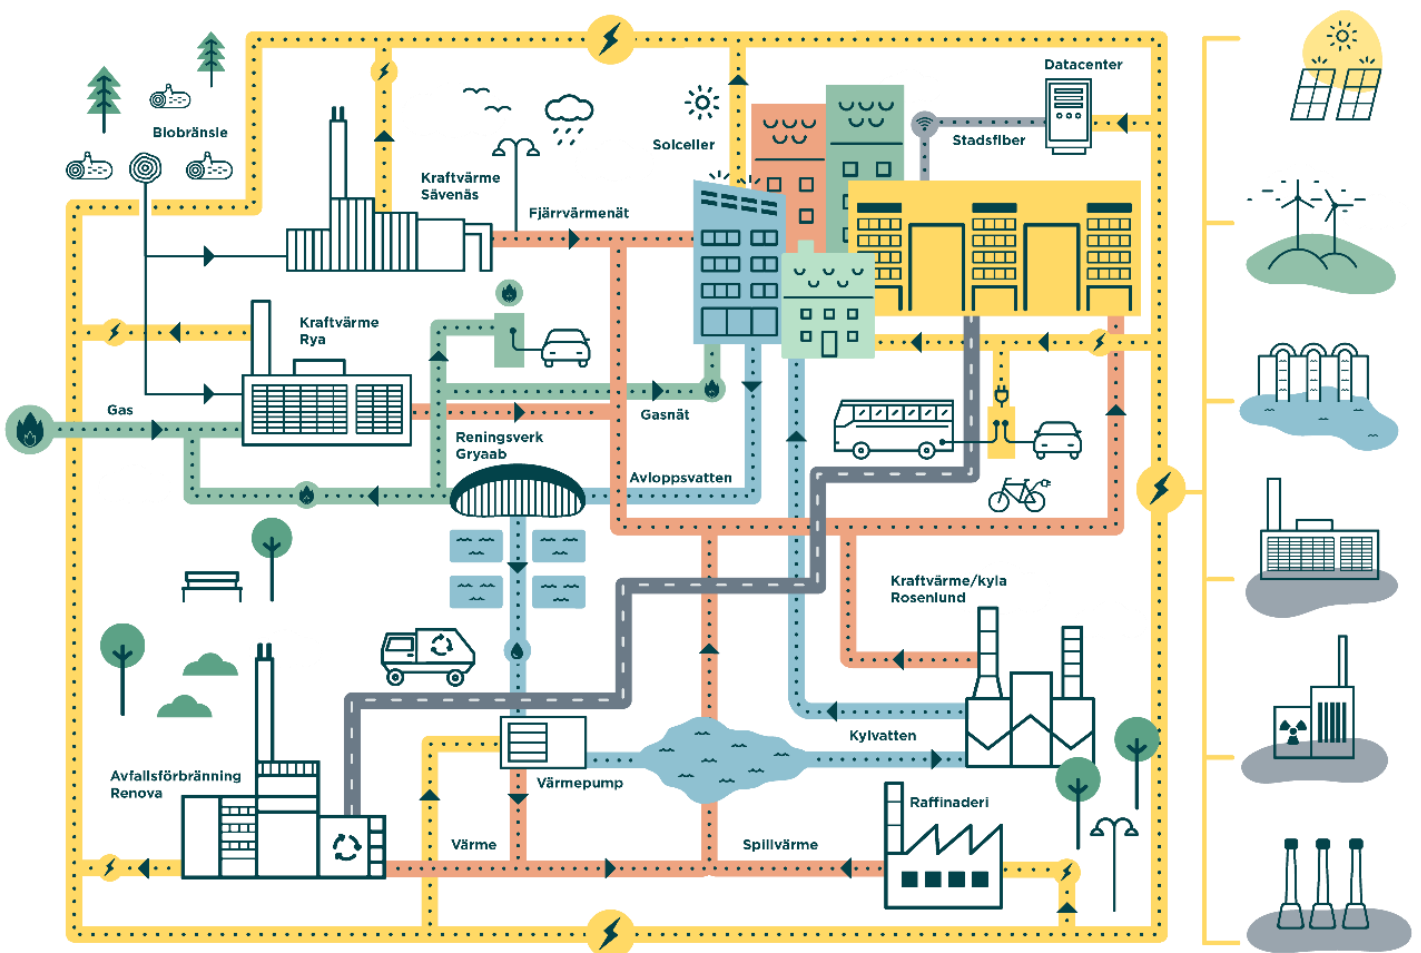 Datacenter
Biobränsle
Solceller
Stadsfiber
Kraftvärme
Sävenäs
Fjärrvärmenät
Kraftvärme
Rya
Gas
Gasnät
Reningsverk
Gryaab
Avloppsvatten
Kraftvärme/kyla
Rosenlund
Kylvatten
Värmepump
Avfallsförbränning
Renova
Raffinaderi
Värme
Spillvärme